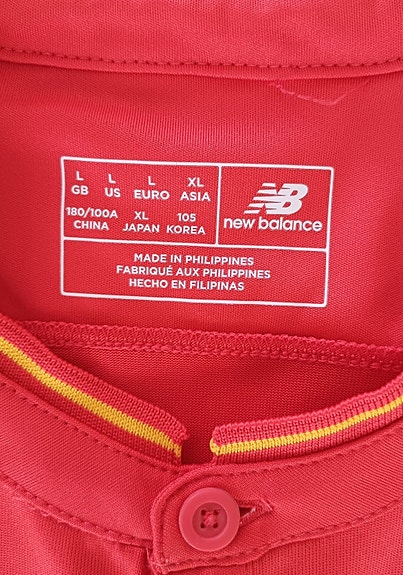 L L L XL
GB US EURO ASIA
180/100A XL 105
CHINA JAPAN KOREA
NB
new balance
MADE IN PHILIPPINES
FABRIQUÉ AUX PHILIPPINES
HECHO EN FILIPINAS